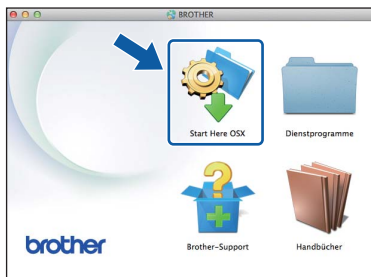 BROTHER
Start Here OSX
Dienstprogramme
Brother-Support
Handbücher
brother